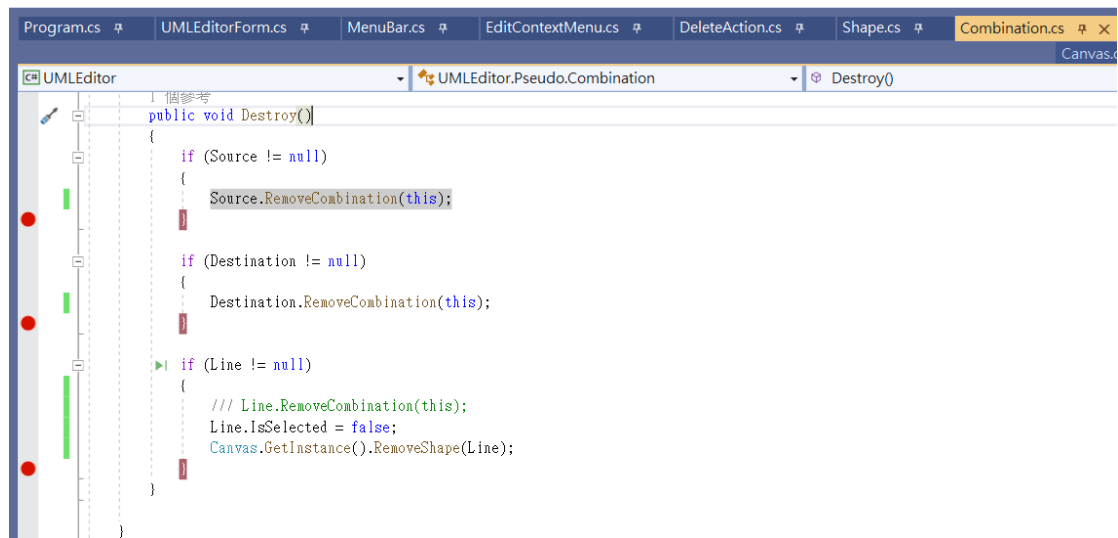 Program.cs UMLEditorForm.cs MenuBar.cs EditContextMenu.cs DeleteAction.cs Shape.cs Combination.cs
UMLEditor UMLEditor.Pseudo.Combination Destroy()
1 個參考
public void Destroy()
{
if (Source != null)
{
Source.RemoveCombination(this);
}
if (Destination != null)
{
Destination.RemoveCombination(this);
}
if (Line != null)
{
/// Line.RemoveCombination(this);
Line.IsSelected = false;
Canvas.GetInstance().RemoveShape(Line);
}
}
}